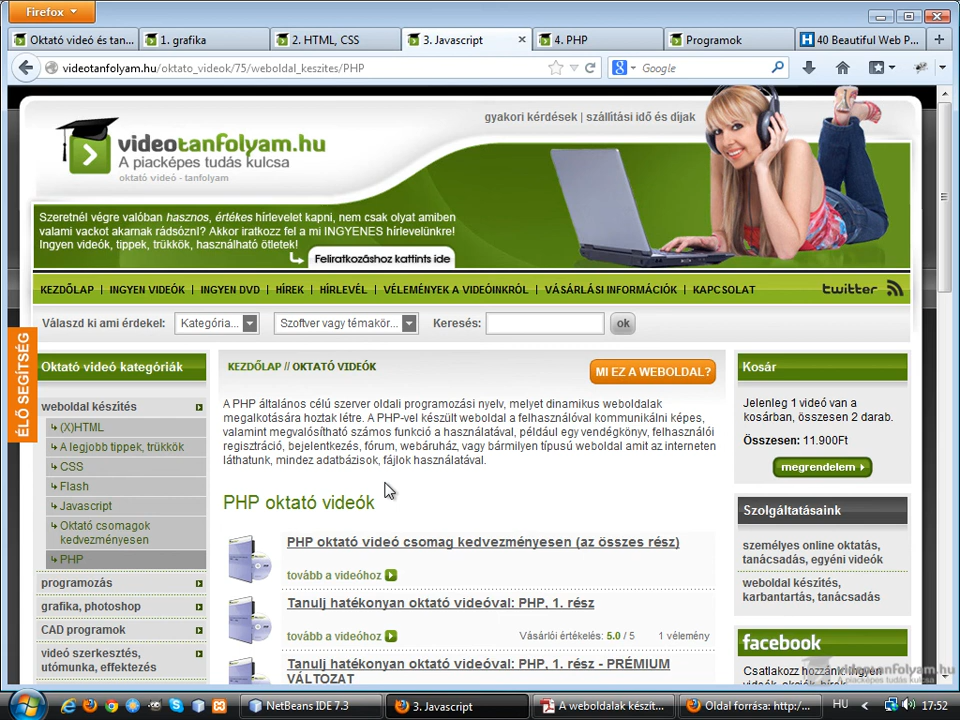 Firefox
Oktató videó és tan...
1. grafika
2. HTML, CSS
3. Javascript
4. PHP
Programok
40 Beautiful Web P...
videotanfolyam.hu/oktato_videok/75/weboldal_keszites/PHP
Google
gyakori kérdések | szállítási idő és díjak
videotanfolyam.hu
A piacképes tudás kulcsa
oktató videó - tanfolyam
Szeretnél végre valóban hasznos, értékes hírlevelet kapni, nem csak olyat amiben
valami vackot akarnak rádsózni? Akkor iratkozz fel a mi INGYENES hírlevelünkre!
Ingyen videók, tippek, trükkök, használható ötletek!
Feliratkozáshoz kattints ide
KEZDŐLAP | INGYEN VIDEÓK | INGYEN DVD | HÍREK | HÍRLEVÉL | VÉLEMÉNYEK A VIDEÓINKRÓL | VÁSÁRLÁSI INFORMÁCIÓK | KAPCSOLAT
twitter
Válaszd ki ami érdekel:
Kategória...
Szoftver vagy témakör...
Keresés:
ok
ÉLŐ SEGÍTSÉG
Oktató videó kategóriák
weboldal készítés
(X)HTML
A legjobb tippek, trükkök
CSS
Flash
Javascript
Oktató csomagok
kedvezményesen
PHP
programozás
grafika, photoshop
CAD programok
videó szerkesztés,
utómunka, effektezés
KEZDŐLAP // OKTATÓ VIDEÓK
MI EZ A WEBOLDAL?
A PHP általános célú szerver oldali programozási nyelv, melyet dinamikus weboldalak
megalkotására hoztak létre. A PHP-vel készült weboldal a felhasználóval kommunikálni képes,
valamint megvalósítható számos funkció a használatával, például egy vendégkönyv, felhasználói
regisztráció, bejelentkezés, fórum, webáruház, vagy bármilyen típusú weboldal amit az interneten
láthatunk, mindez adatbázisok, fájlok használatával.
PHP oktató videók
PHP oktató videó csomag kedvezményesen (az összes rész)
tovább a videóhoz
Tanulj hatékonyan oktató videóval: PHP, 1. rész
tovább a videóhoz
Vásárlói értékelés: 5.0 / 5
1 vélemény
Tanulj hatékonyan oktató videóval: PHP, 1. rész - PRÉMIUM
VÁLTOZAT
Kosár
Jelenleg 1 videó van a
kosárban, összesen 2 darab.
Összesen: 11.900Ft
megrendelem
Szolgáltatásaink
személyes online oktatás,
tanácsadás, egyéni videók
weboldal készítés,
karbantartás, tanácsadás
facebook
Csatlakozz hozzánk! Ingyen
videotanfolyam.hu
A piacképes tudás kulcsa
NetBeans IDE 7.3
3. Javascript
A weboldalak készít...
Oldal forrása: http:/...
HU
17:52